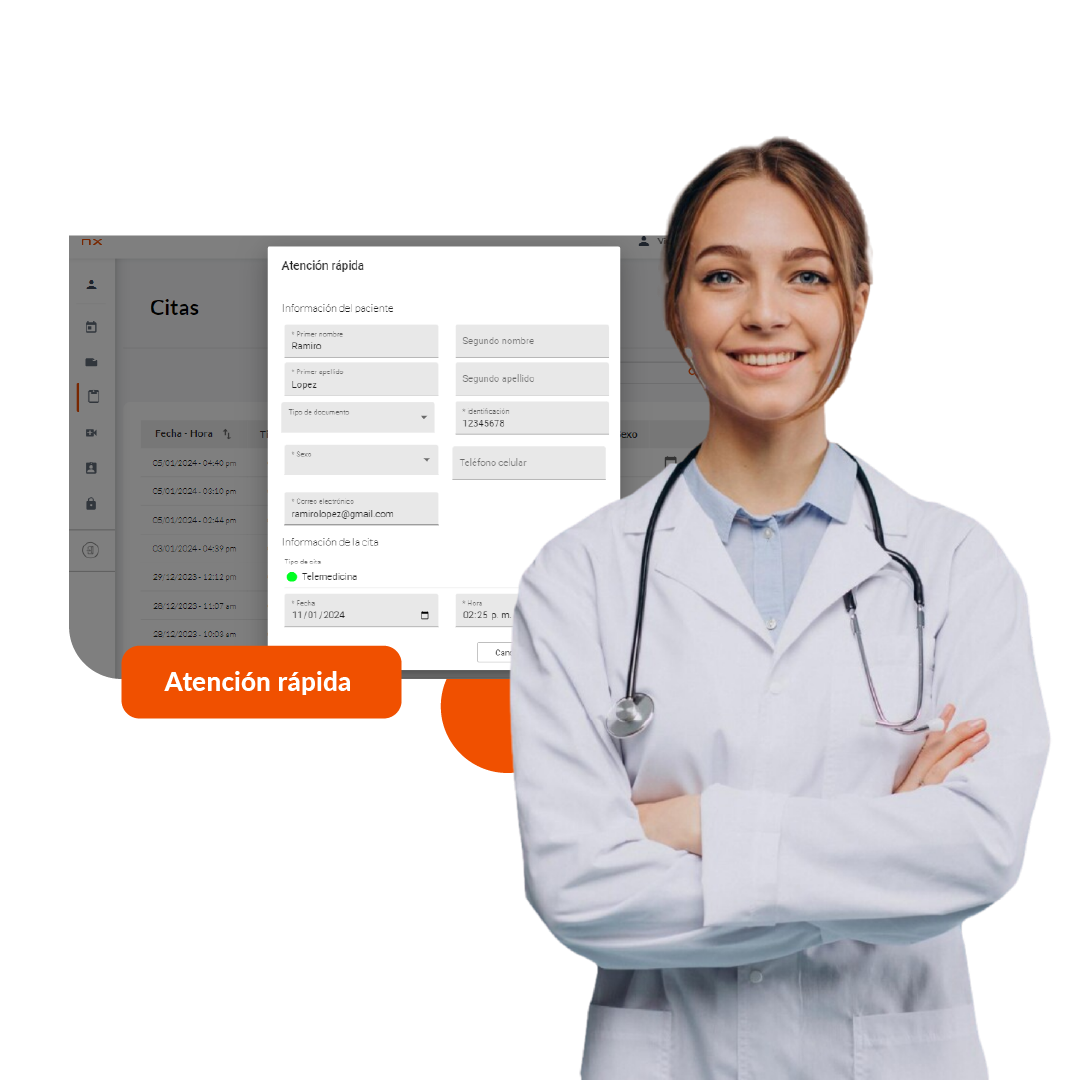 Atención rápida
Citas
Información del paciente
* Primer nombre
Ramiro
Segundo nombre
* Primer apellido
Lopez
Segundo apellido
Tipo de documento
* Identificación
12345678
* Sexo
Teléfono celular
* Correo electrónico
ramirolopez@gmail.com
Información de la cita
Tipo de cita
Telemedicina
* Fecha
11/01/2024
* Hora
02:25 p. m.
Fecha - Hora
05/01/2024 - 04:40 pm
05/01/2024 - 03:10 pm
05/01/2024 - 02:44 pm
03/01/2024 - 04:39 pm
29/12/2023 - 12:12 pm
28/12/2023 - 11:07 am
28/12/2023 - 10:03 am
Atención rápida